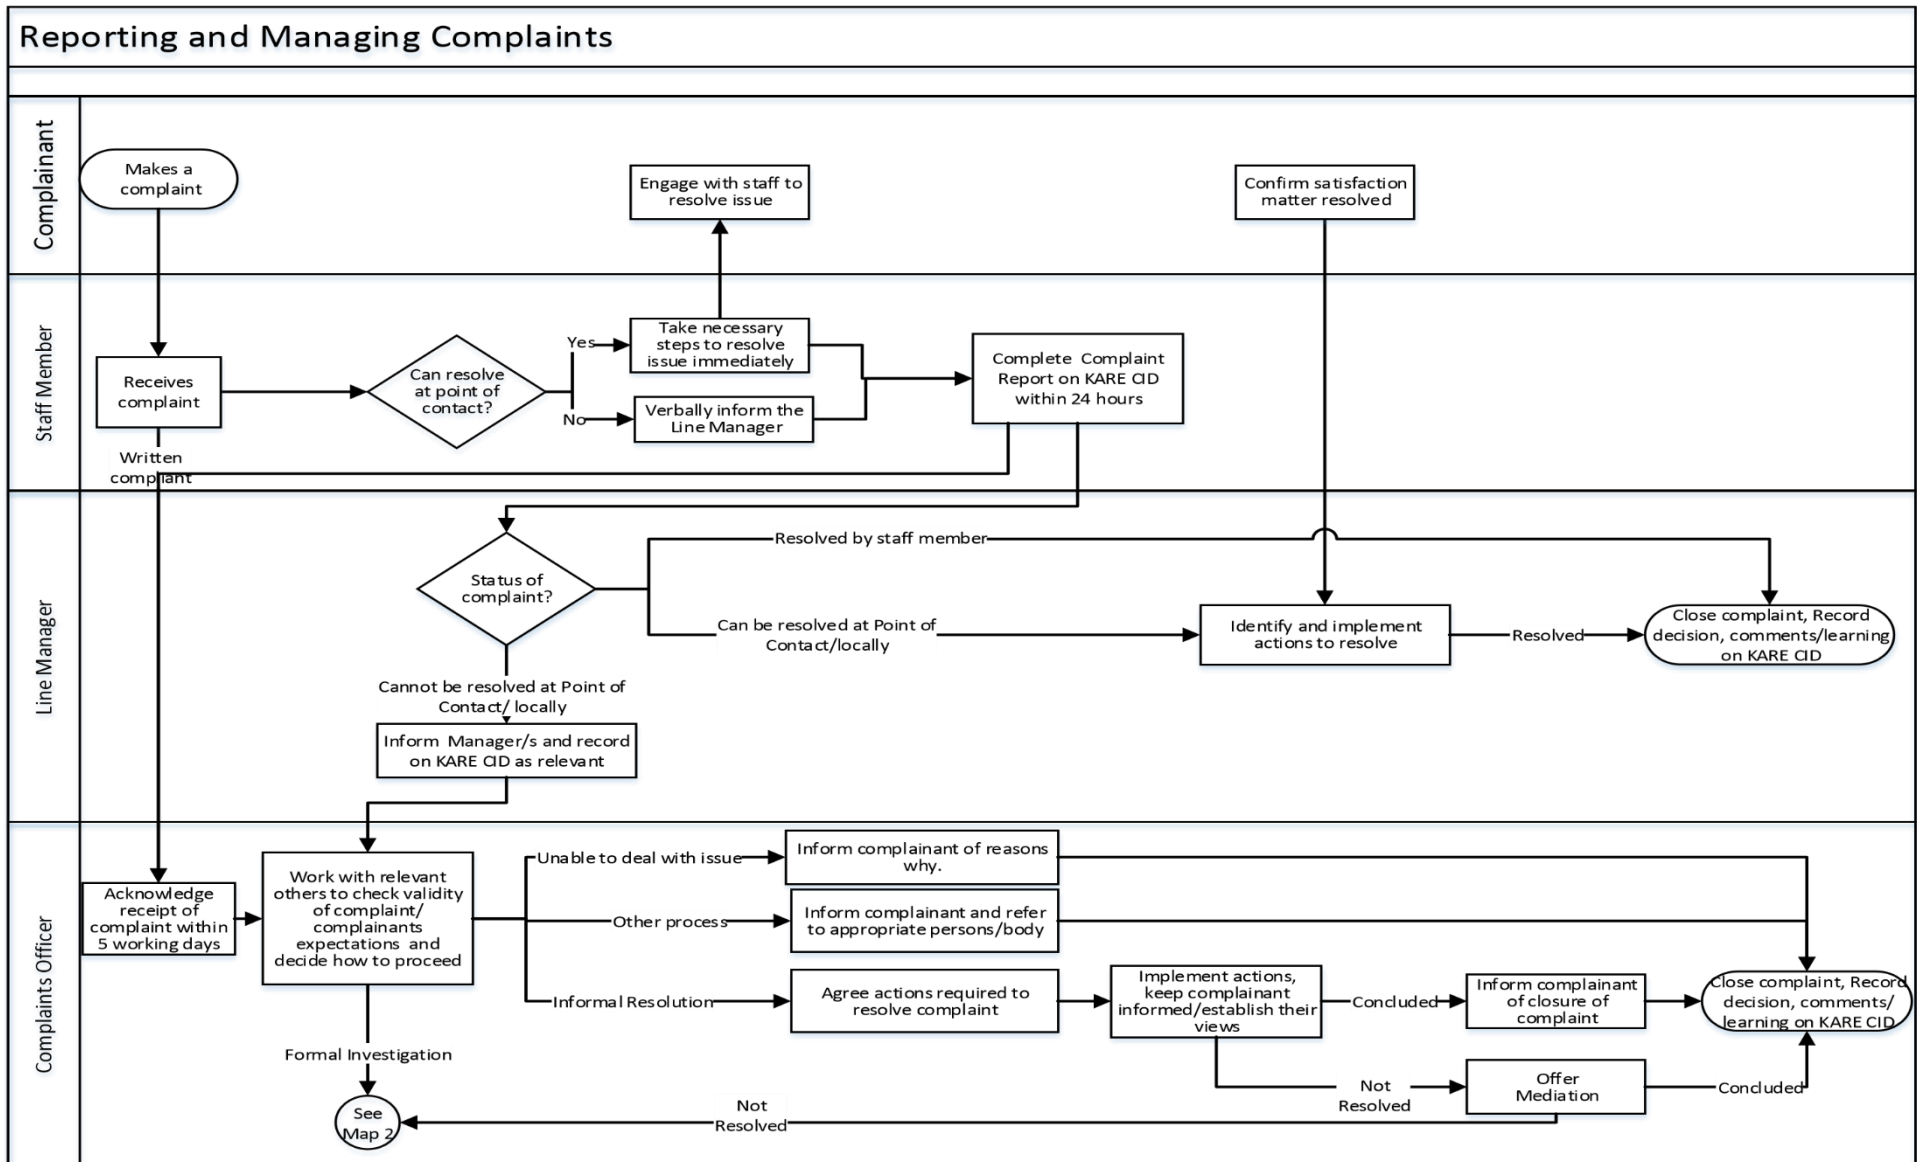 Reporting and Managing Complaints
Complainant
Makes a
complaint
Engage with staff to
resolve issue
Confirm satisfaction
matter resolved
Staff Member
Receives
complaint
Can resolve
at point of
contact?
Yes
Take necessary
steps to resolve
issue immediately
No
Verbally inform the
Line Manager
Complete Complaint
Report on KARE CID
within 24 hours
Written
compliant
Line Manager
Status of
complaint?
Resolved by staff member
Can be resolved at Point of
Contact/locally
Identify and implement
actions to resolve
Resolved
Close complaint, Record
decision, comments/learning
on KARE CID
Cannot be resolved at Point of
Contact/ locally
Inform Manager/s and record
on KARE CID as relevant
Complaints Officer
Acknowledge
receipt of
complaint within
5 working days
Work with relevant
others to check validity
of complaint/
complainants
expectations and
decide how to proceed
Unable to deal with issue
Inform complainant of reasons
why.
Other process
Inform complainant and refer
to appropriate persons/body
Informal Resolution
Agree actions required to
resolve complaint
Implement actions,
keep complainant
informed/establish their
views
Concluded
Inform complainant
of closure of
complaint
Close complaint, Record
decision, comments/
learning on KARE CID
Formal Investigation
See
Map 2
Not
Resolved
Not
Resolved
Offer
Mediation
Concluded